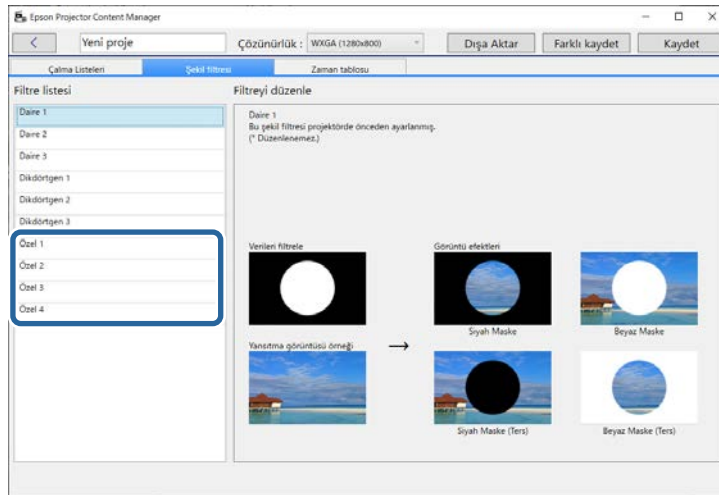 Epson Projector Content Manager
Yeni proje
Çözünürlük :
WXGA (1280x800)
Dışa Aktar
Farklı kaydet
Kaydet
Çalma Listeleri
Şekil filtresi
Zaman tablosu
Filtre listesi
Filtreyi düzenle
Daire 1
Daire 2
Daire 3
Dikdörtgen 1
Dikdörtgen 2
Dikdörtgen 3
Özel 1
Özel 2
Özel 3
Özel 4
Daire 1
Bu şekil filtresi projektörde önceden ayarlanmış.
(* Düzenlenemez.)
Verileri filtrele
Görüntü efektleri
Siyah Maske
Beyaz Maske
Yansıtma görüntüsü örneği
Siyah Maske (Ters)
Beyaz Maske (Ters)